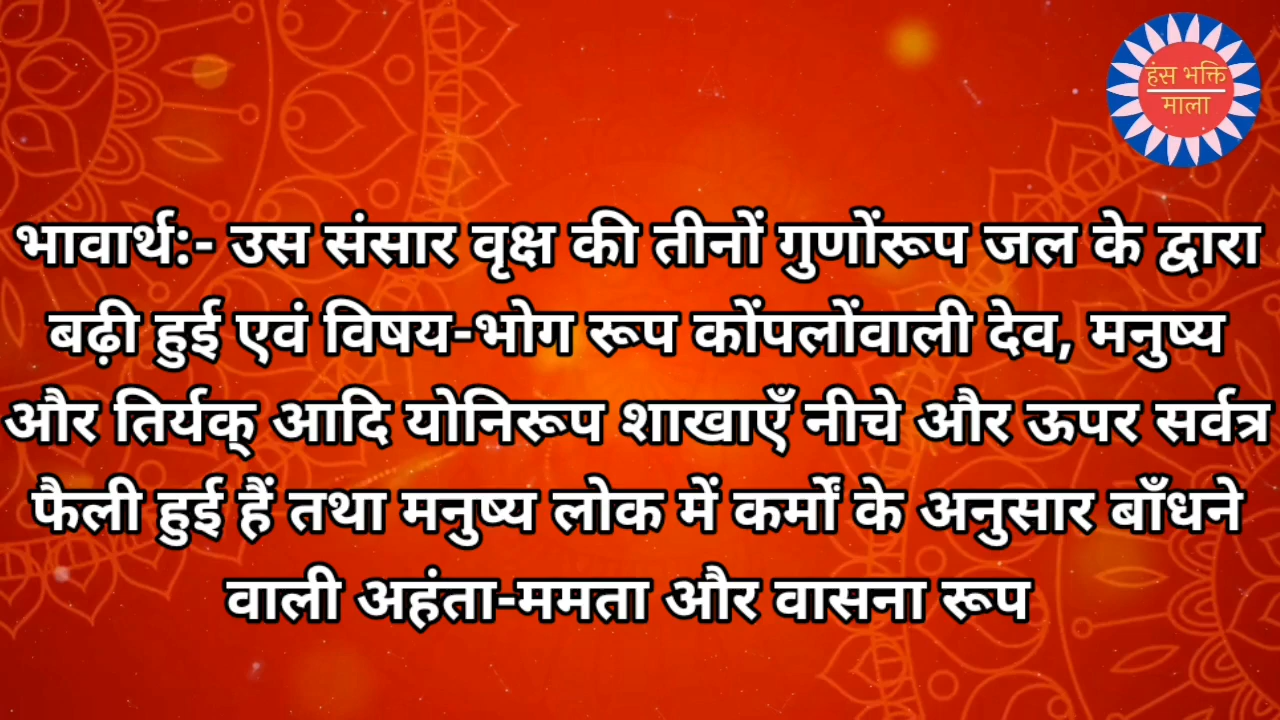 हंस भक्ति
माला
भावार्थ:- उस संसार वृक्ष की तीनों गुणोंरूप जल के द्वारा
बढ़ी हुई एवं विषय-भोग रूप कोंपलोंवाली देव, मनुष्य
और तिर्यक् आदि योनिरूप शाखाएँ नीचे और ऊपर सर्वत्र
फैली हुई हैं तथा मनुष्य लोक में कर्मों के अनुसार बाँधने
वाली अहंता-ममता और वासना रूप